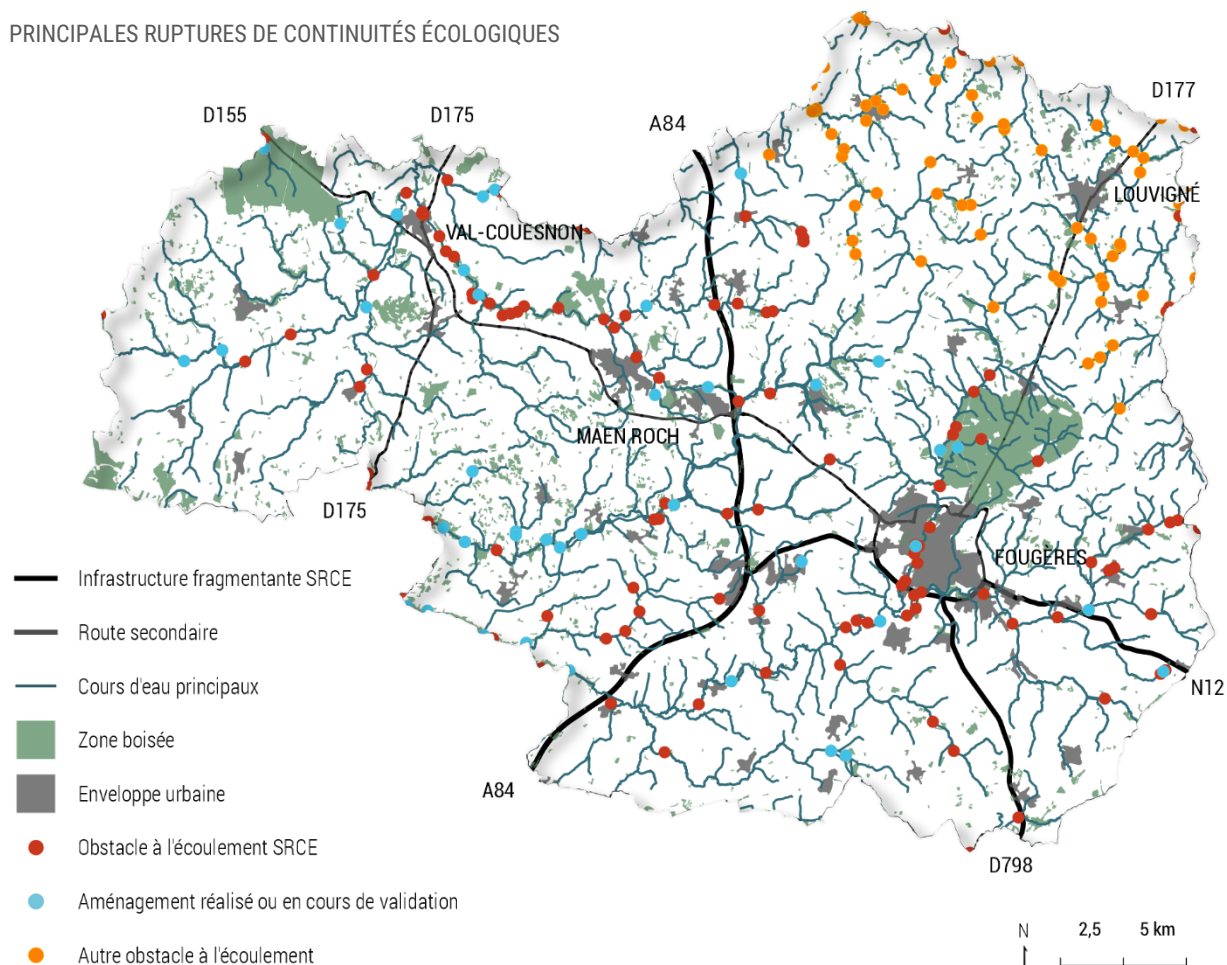 PRINCIPALES RUPTURES DE CONTINUITÉS ÉCOLOGIQUES
D155
D175
A84
D177
LOUVIGNÉ
VAL-COUESNON
MAEN ROCH
D175
FOUGÈRES
N12
A84
D798
Infrastructure fragmentante SRCE
Route secondaire
Cours d'eau principaux
Zone boisée
Enveloppe urbaine
Obstacle à l'écoulement SRCE
Aménagement réalisé ou en cours de validation
Autre obstacle à l'écoulement
N 2,5 5 km